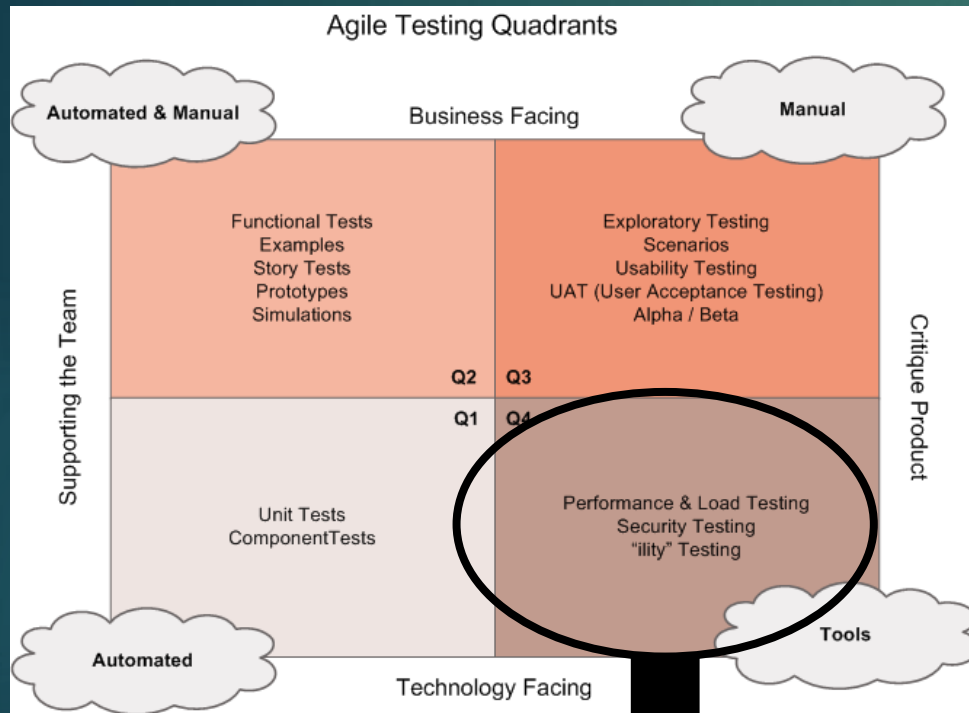 Agile Testing Quadrants
Automated & Manual
Business Facing
Manual
Functional Tests
Examples
Story Tests
Prototypes
Simulations
Exploratory Testing
Scenarios
Usability Testing
UAT (User Acceptance Testing)
Alpha / Beta
Supporting the Team
Critique Product
Q2
Q3
Q1
Q4
Unit Tests
ComponentTests
Performance & Load Testing
Security Testing
"ility" Testing
Automated
Tools
Technology Facing